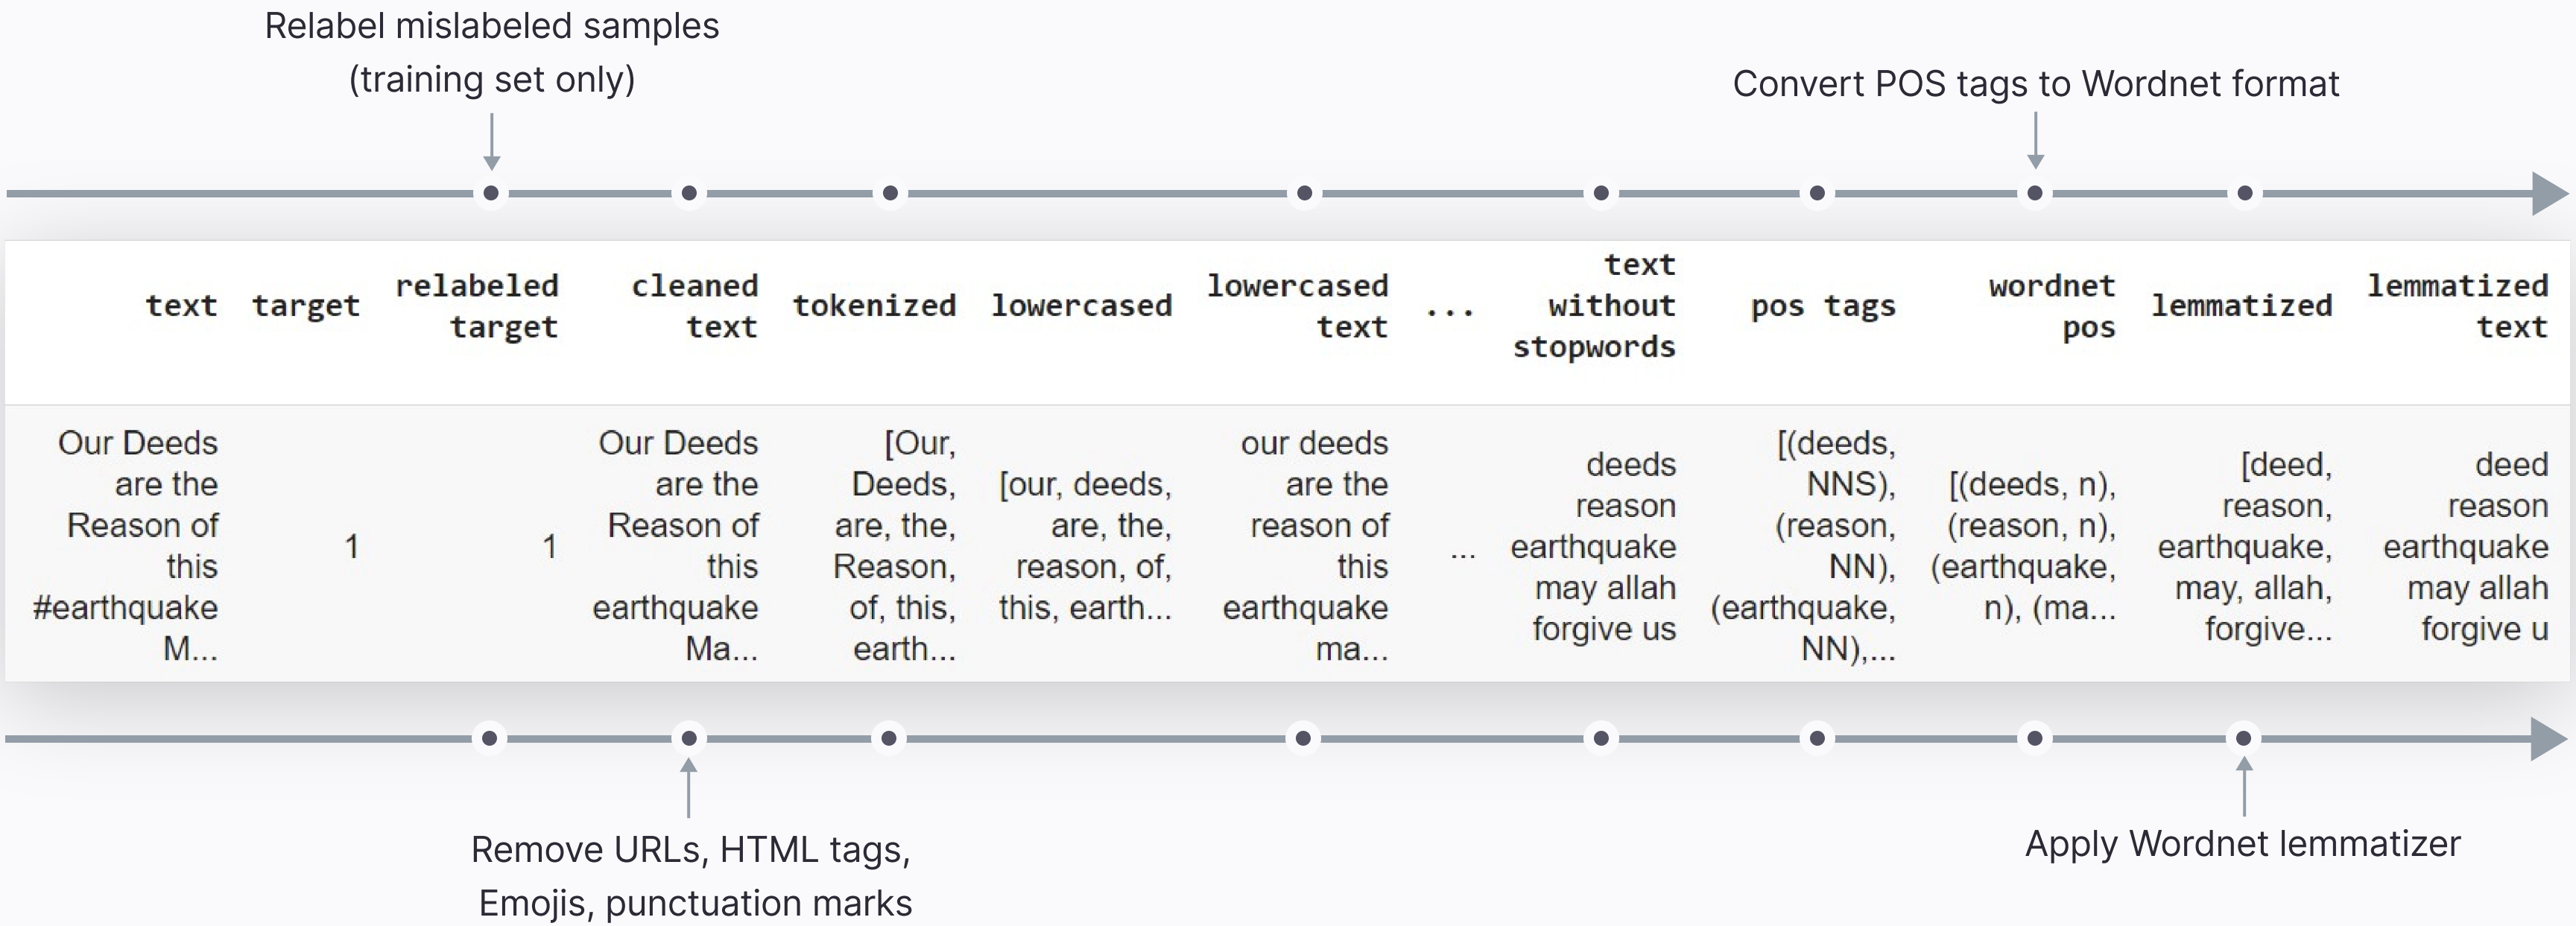 Relabel mislabeled samples
(training set only)
Convert POS tags to Wordnet format
text
target
relabeled
target
cleaned
text
tokenized
lowercased
lowercased
text
...
text
without
stopwords
pos tags
wordnet
pos
lemmatized
lemmatized
text
Our Deeds
are the
Reason of
this
#earthquake
M...
1
1
Our Deeds
are the
Reason of
this
earthquake
Ma...
[Our,
Deeds,
are, the,
Reason,
of, this,
earth...
[our, deeds,
are, the,
reason, of,
this, earth...
our deeds
are the
reason of
this
earthquake
ma...
...
deeds
reason
earthquake
may allah
forgive us
[(deeds,
NNS),
(reason,
NN),
(earthquake,
NN),...
[(deeds, n),
(reason, n),
(earthquake,
n), (ma...
[deed,
reason,
earthquake,
may, allah,
forgive...
deed
reason
earthquake
may allah
forgive u
Remove URLs, HTML tags,
Emojis, punctuation marks
Apply Wordnet lemmatizer